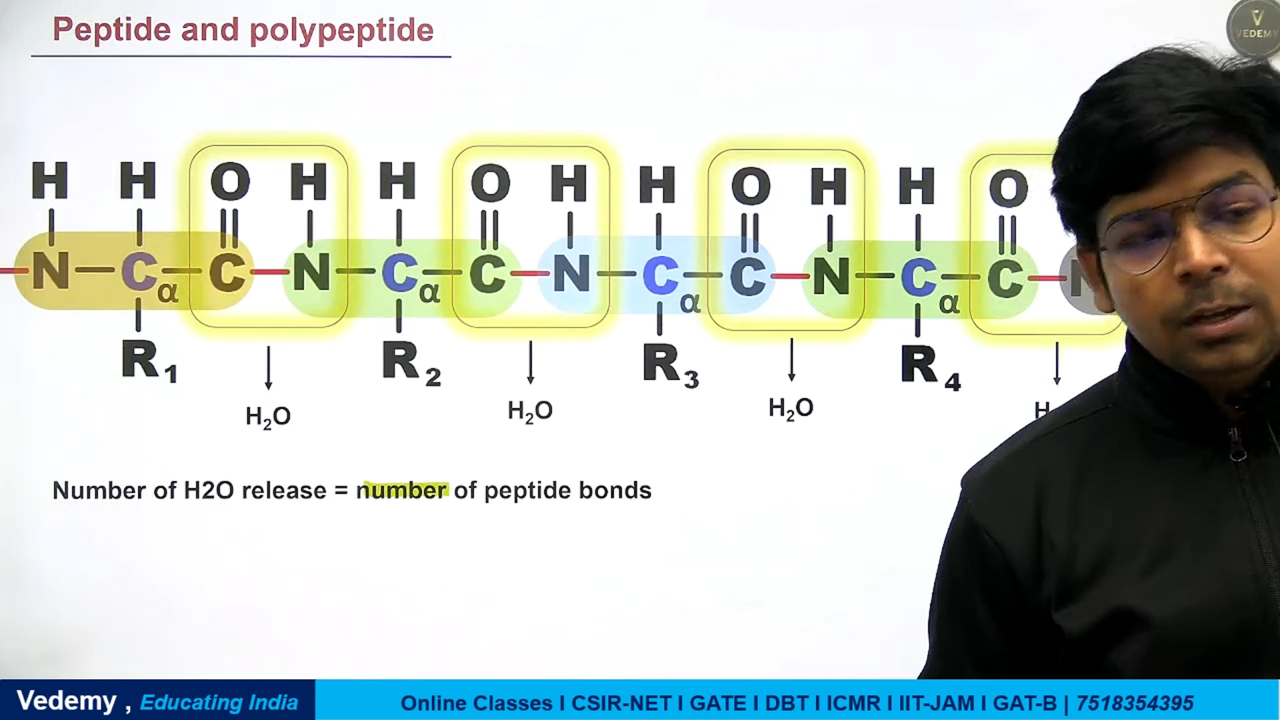 Peptide and polypeptide
VEDEMY
H H O H H O H H O H H O
N C α C N C α C N C α C N C α C N
R1 R2 R3 R4
H2O H2O H2O H
Number of H2O release = number of peptide bonds
Vedemy , Educating India
Online Classes I CSIR-NET I GATE I DBT I ICMR I IIT-JAM I GAT-B | 7518354395